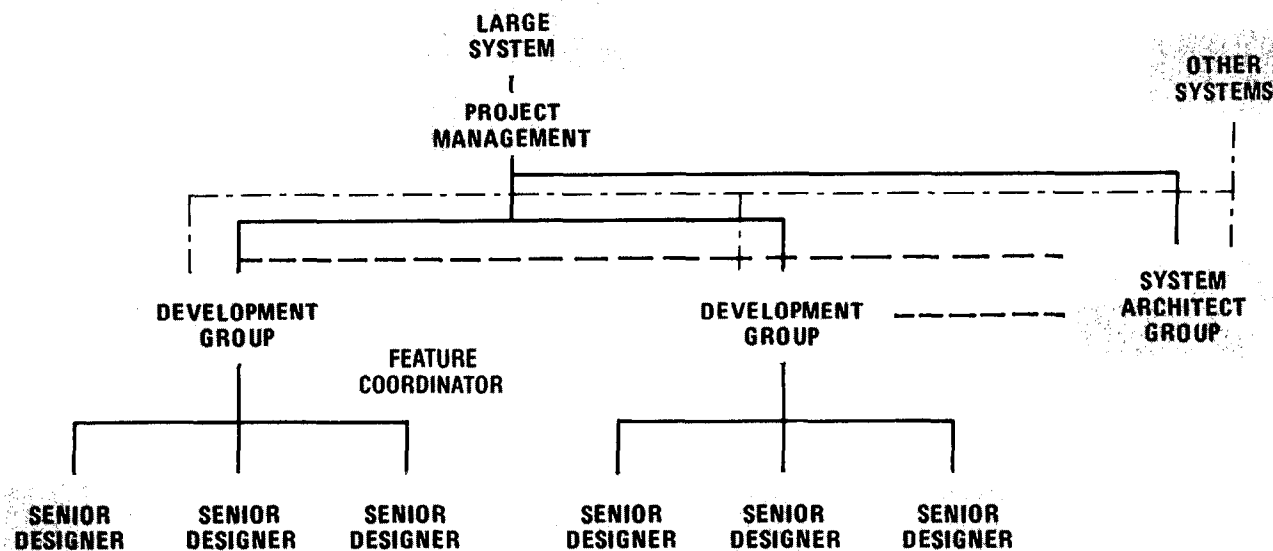 LARGE
SYSTEM
OTHER
SYSTEMS
PROJECT
MANAGEMENT
SYSTEM
ARCHITECT
GROUP
DEVELOPMENT
GROUP
DEVELOPMENT
GROUP
FEATURE
COORDINATOR
SENIOR
DESIGNER
SENIOR
DESIGNER
SENIOR
DESIGNER
SENIOR
DESIGNER
SENIOR
DESIGNER
SENIOR
DESIGNER